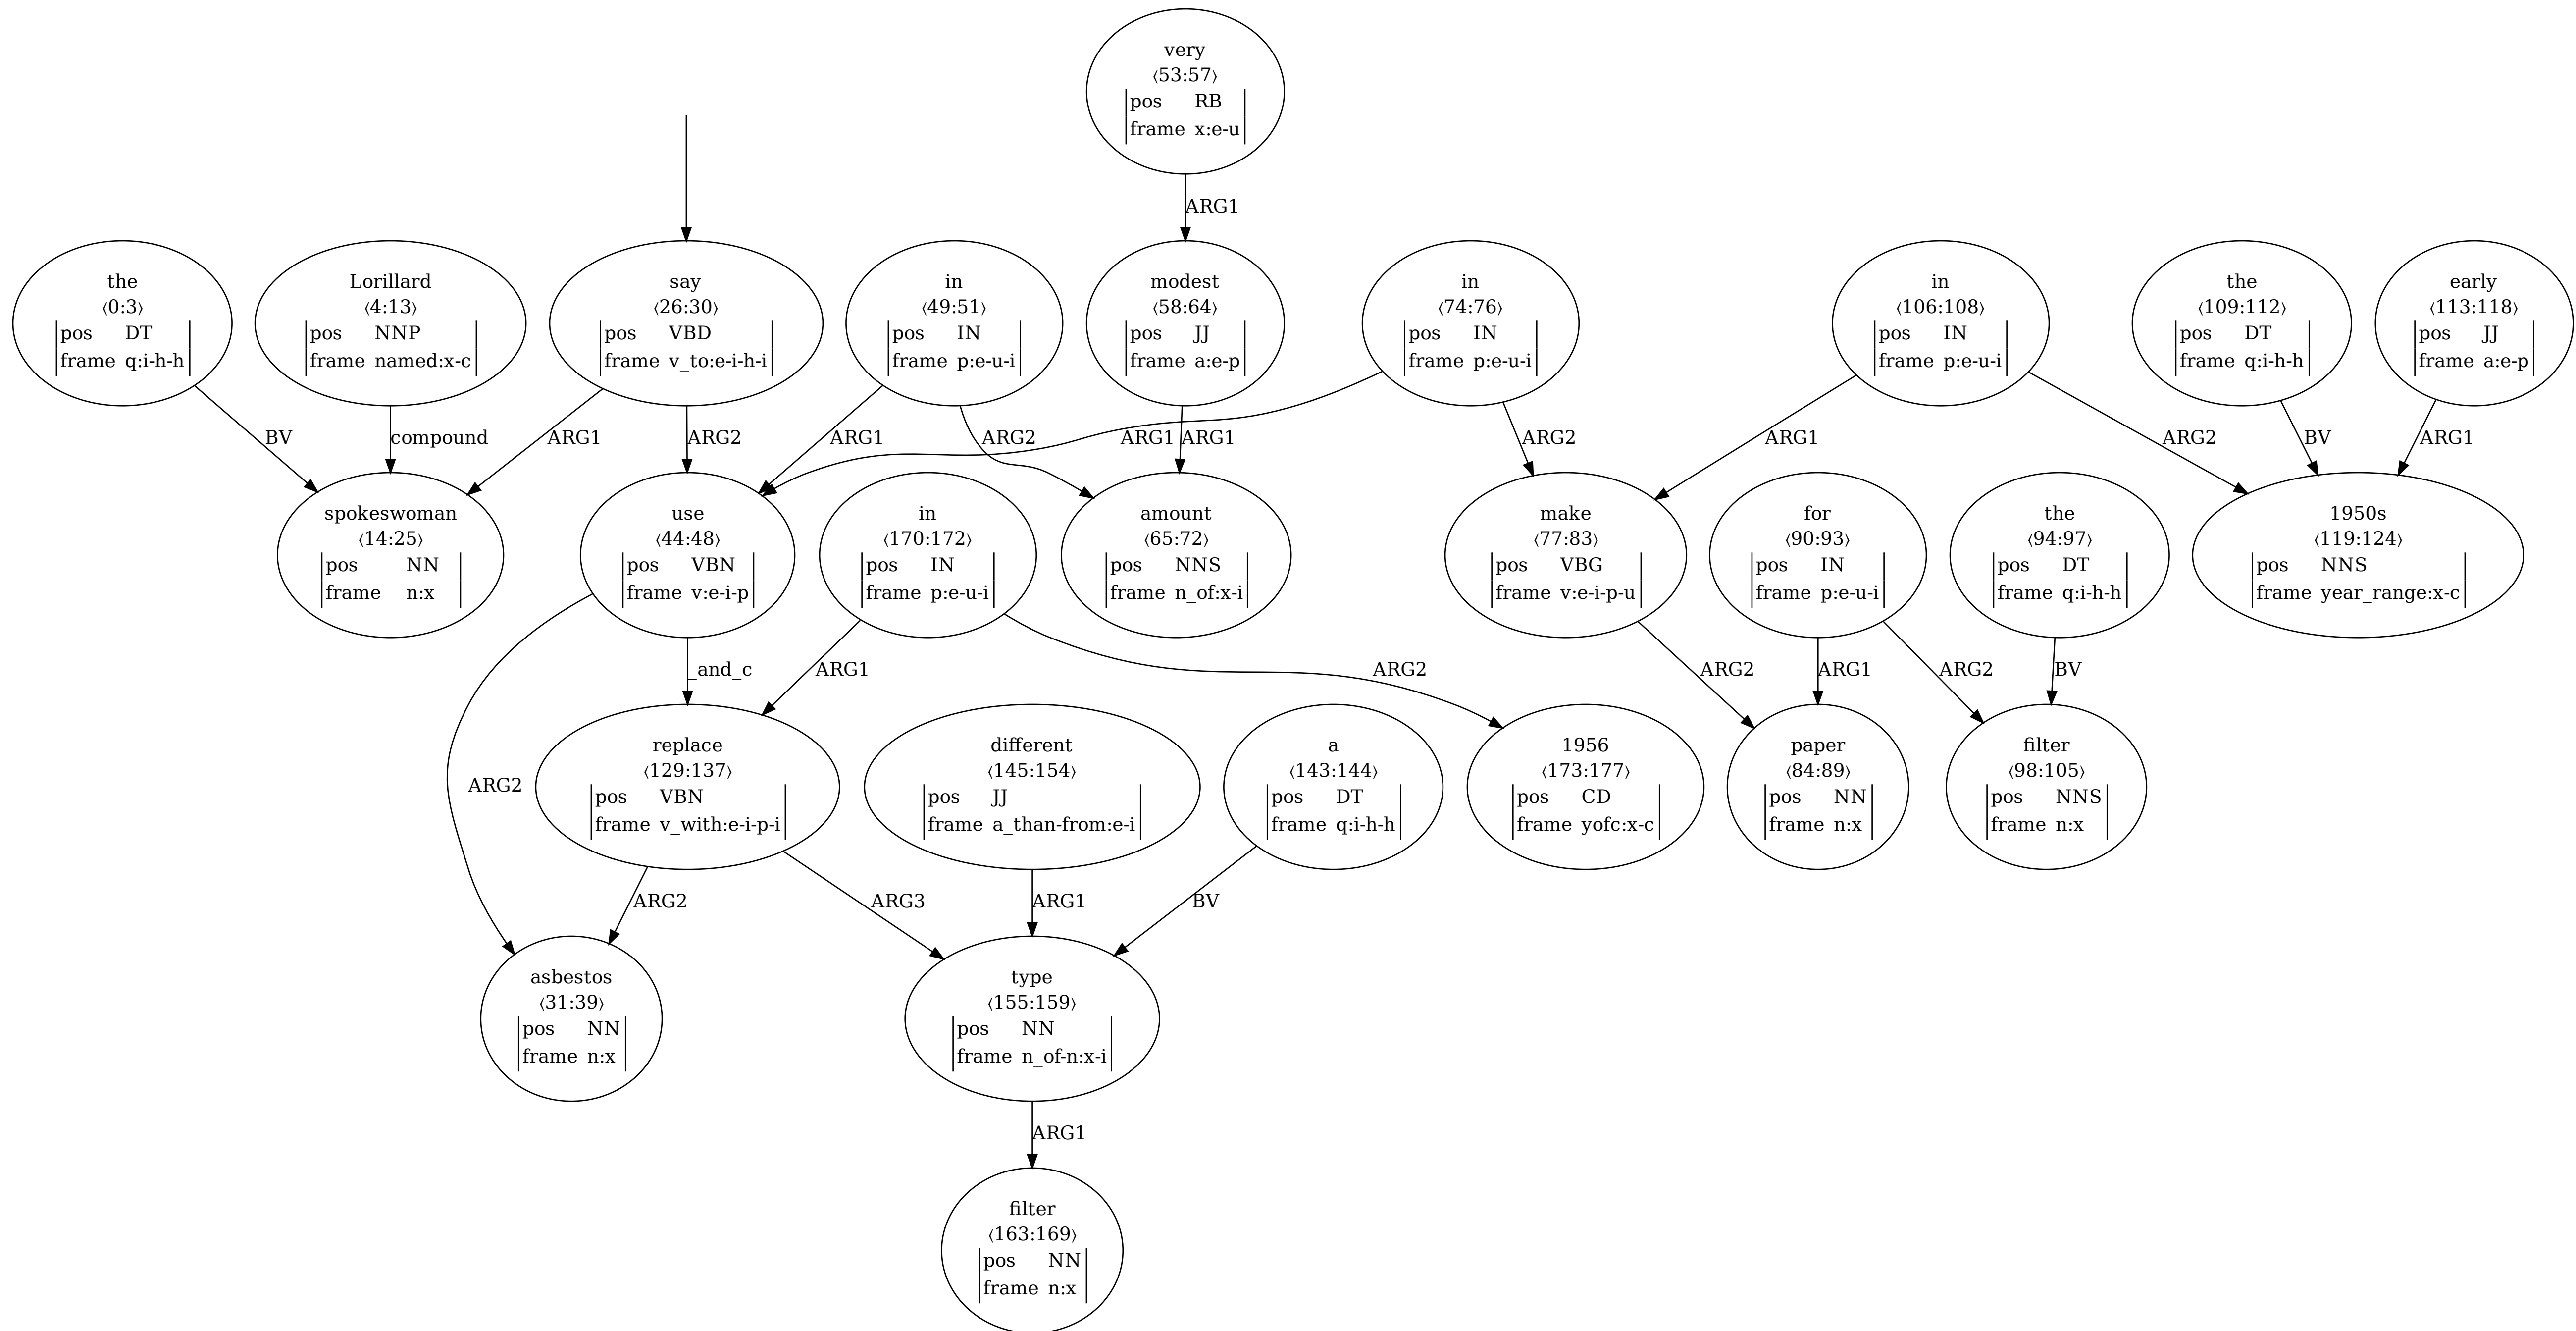 very
⟨53:57⟩
pos RB
frame x:e-u
ARG1
the
⟨0:3⟩
pos DT
frame q:i-h-h
Lorillard
⟨4:13⟩
pos NNP
frame named:x-c
say
⟨26:30⟩
pos VBD
frame v_to:e-i-h-i
in
⟨49:51⟩
pos IN
frame p:e-u-i
modest
⟨58:64⟩
pos JJ
frame a:e-p
in
⟨74:76⟩
pos IN
frame p:e-u-i
in
⟨106:108⟩
pos IN
frame p:e-u-i
the
⟨109:112⟩
pos DT
frame q:i-h-h
early
⟨113:118⟩
pos JJ
frame a:e-p
BV
compound
ARG1
ARG2
ARG1
ARG2
ARG1
ARG1
ARG2
ARG1
ARG2
BV
ARG1
spokeswoman
⟨14:25⟩
pos NN
frame n:x
use
⟨44:48⟩
pos VBN
frame v:e-i-p
in
⟨170:172⟩
pos IN
frame p:e-u-i
amount
⟨65:72⟩
pos NNS
frame n_of:x-i
make
⟨77:83⟩
pos VBG
frame v:e-i-p-u
for
⟨90:93⟩
pos IN
frame p:e-u-i
the
⟨94:97⟩
pos DT
frame q:i-h-h
1950s
⟨119:124⟩
pos NNS
frame year_range:x-c
_and_c
ARG1
ARG2
ARG2
ARG1
ARG2
BV
ARG2
replace
⟨129:137⟩
pos VBN
frame v_with:e-i-p-i
different
⟨145:154⟩
pos JJ
frame a_than-from:e-i
a
⟨143:144⟩
pos DT
frame q:i-h-h
1956
⟨173:177⟩
pos CD
frame yofc:x-c
paper
⟨84:89⟩
pos NN
frame n:x
filter
⟨98:105⟩
pos NNS
frame n:x
ARG2
ARG3
ARG1
BV
asbestos
⟨31:39⟩
pos NN
frame n:x
type
⟨155:159⟩
pos NN
frame n_of-n:x-i
ARG1
filter
⟨163:169⟩
pos NN
frame n:x